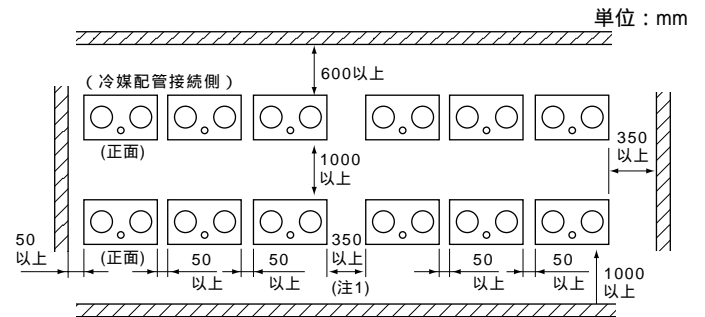 単位：mm
600以上
（冷媒配管接続側）
(正面)
1000
以上
350
以上
50
以上
(正面)
50
以上
50
以上
350
以上
(注1)
50
以上
50
以上
1000
以上